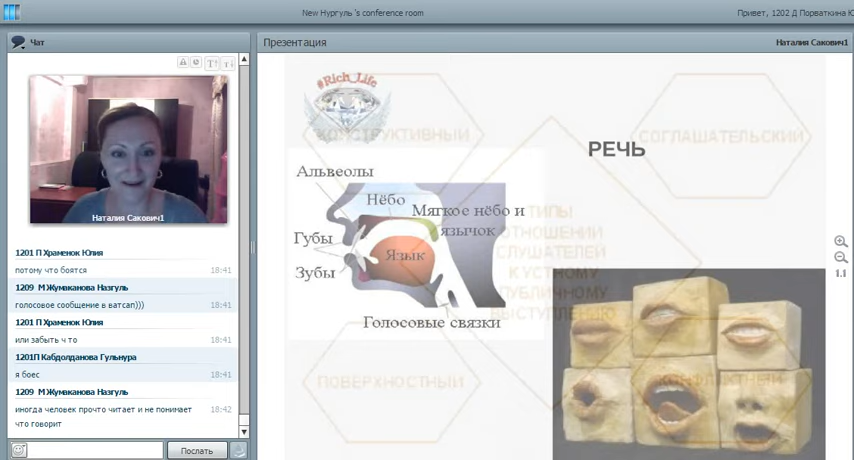 New Нургуль 's conference room
Привет, 1202 Д Порваткина Ю
Чат
Наталия Сакович1
1201 П Храменок Юлия
потому что боятся
18:41
1209 М Жумаканова Назгуль
голосовое сообщение в ватсап)))
18:41
1201 П Храменок Юлия
или забыть ч то
18:41
1201П Кабдолданова Гульнура
я боес
18:41
1209 М Жумаканова Назгуль
иногда человек прочто читает и не понимает
18:42
что говорит
Послать
Презентация
Наталия Сакович1
#Rich_Life
КОНСТРУКТИВНЫЙ
СОГЛАШАТЕЛЬСКИЙ
РЕЧЬ
Альвеолы
Нёбо
Мягкое нёбо и
язычок
Губы
Язык
Зубы
Голосовые связки
ТИПЫ
ОТНОШЕНИЙ
СЛУШАТЕЛЕЙ
К УСТНОМУ
ПУБЛИЧНОМУ
ВЫСТУПЛЕНИЮ
ПОВЕРХНОСТНЫЙ
КОНФЛИКТНЫЙ
1:1